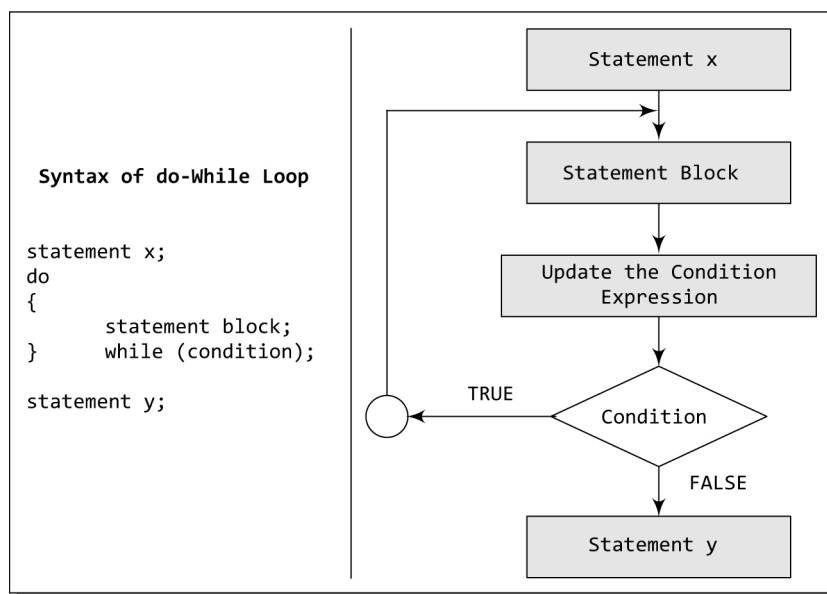 Syntax of do-While Loop
statement x;
do
{
statement block;
} while (condition);
statement y;
Statement x
Statement Block
Update the Condition
Expression
TRUE
Condition
FALSE
Statement y